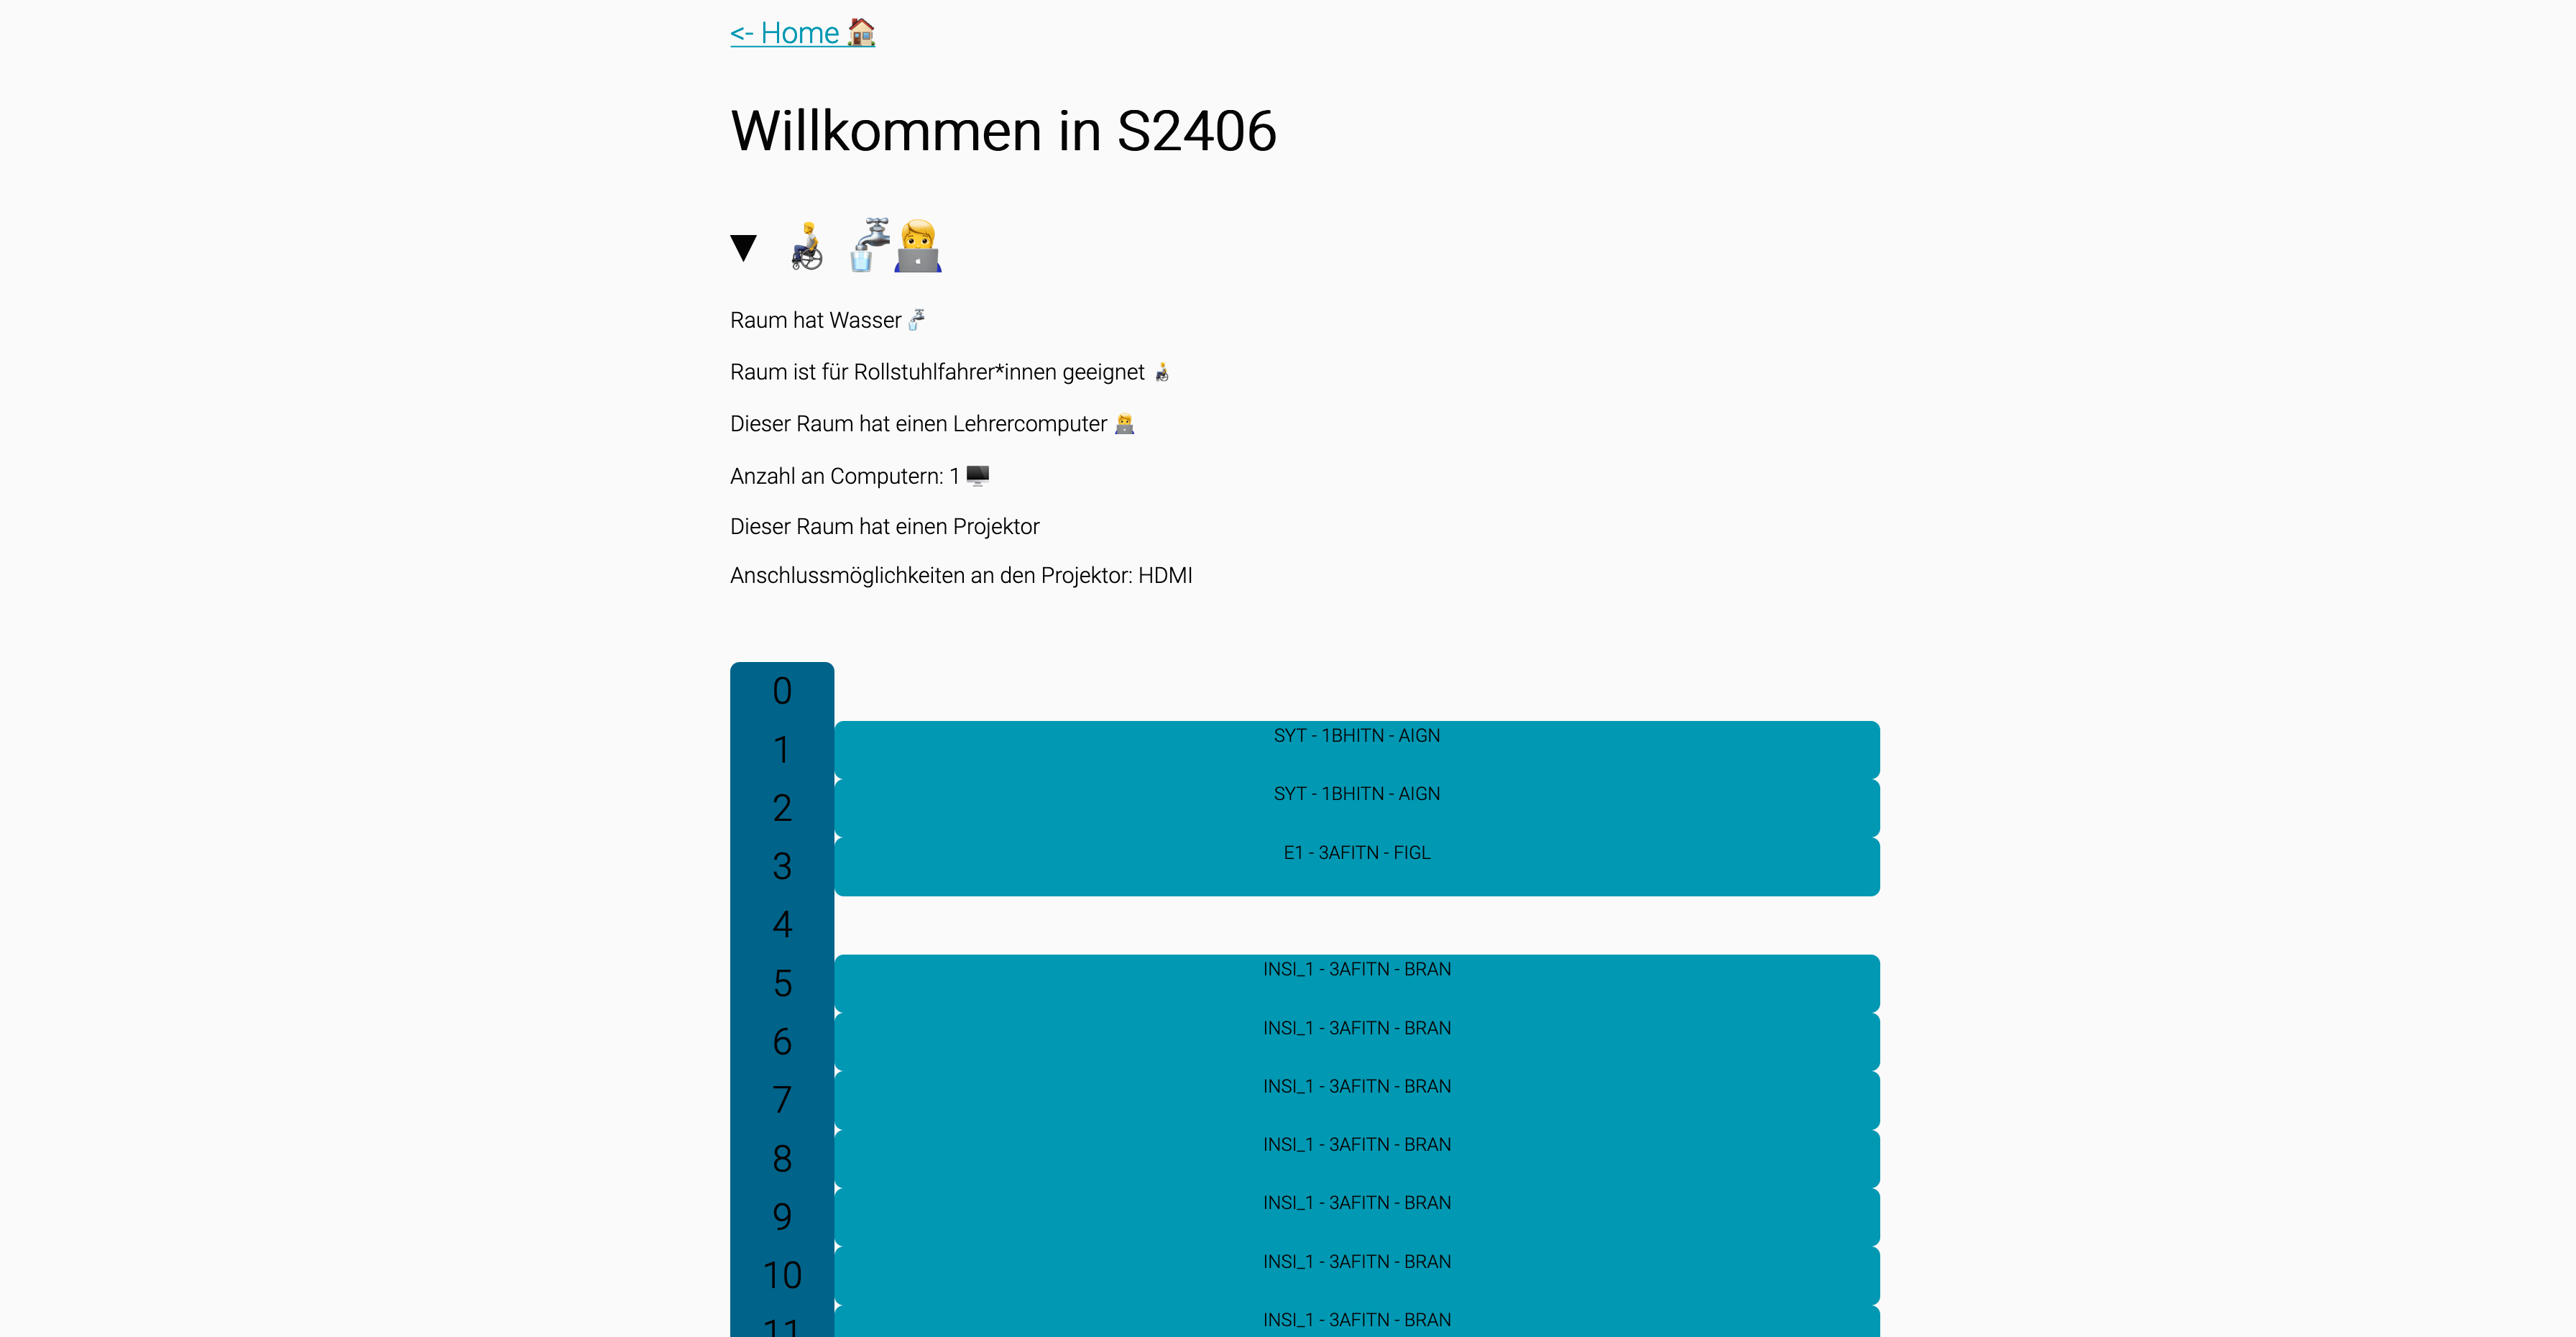 <- Home 🏠
Willkommen in S2406
Raum hat Wasser 🚰
Raum ist für Rollstuhlfahrer*innen geeignet
Dieser Raum hat einen Lehrercomputer
Anzahl an Computern: 1 🖥️
Dieser Raum hat einen Projektor
Anschlussmöglichkeiten an den Projektor: HDMI
0
1 SYT - 1BHITN - AIGN
2 SYT - 1BHITN - AIGN
3 E1 - 3AFITN - FIGL
4
5 INSI_1 - 3AFITN - BRAN
6 INSI_1 - 3AFITN - BRAN
7 INSI_1 - 3AFITN - BRAN
8 INSI_1 - 3AFITN - BRAN
9 INSI_1 - 3AFITN - BRAN
10 INSI_1 - 3AFITN - BRAN
11 INSI_1 - 3AFITN - BRAN